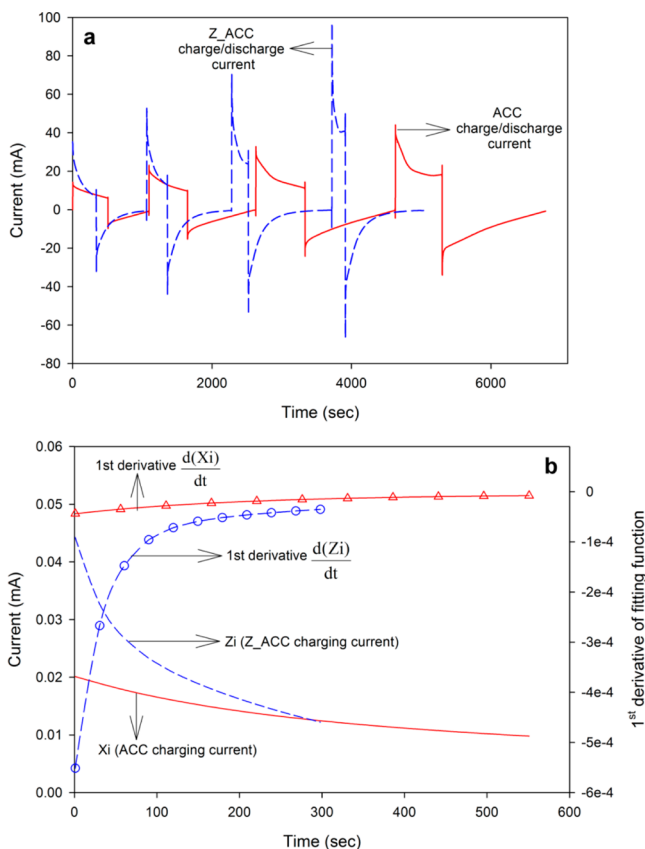 a
Z_ACC
charge/discharge
current
ACC
charge/discharge
current
Current (mA)
100
80
60
40
20
0
-20
-40
-60
-80
0
2000
4000
6000
Time (sec)
b
1st derivative d(Xi)/dt
1st derivative d(Zi)/dt
Zi (Z_ACC charging current)
Xi (ACC charging current)
Current (mA)
0.06
0.05
0.04
0.03
0.02
0.01
0.00
0
-1e-4
-2e-4
-3e-4
-4e-4
-5e-4
-6e-4
1st derivative of fitting function
0
100
200
300
400
500
600
Time (sec)